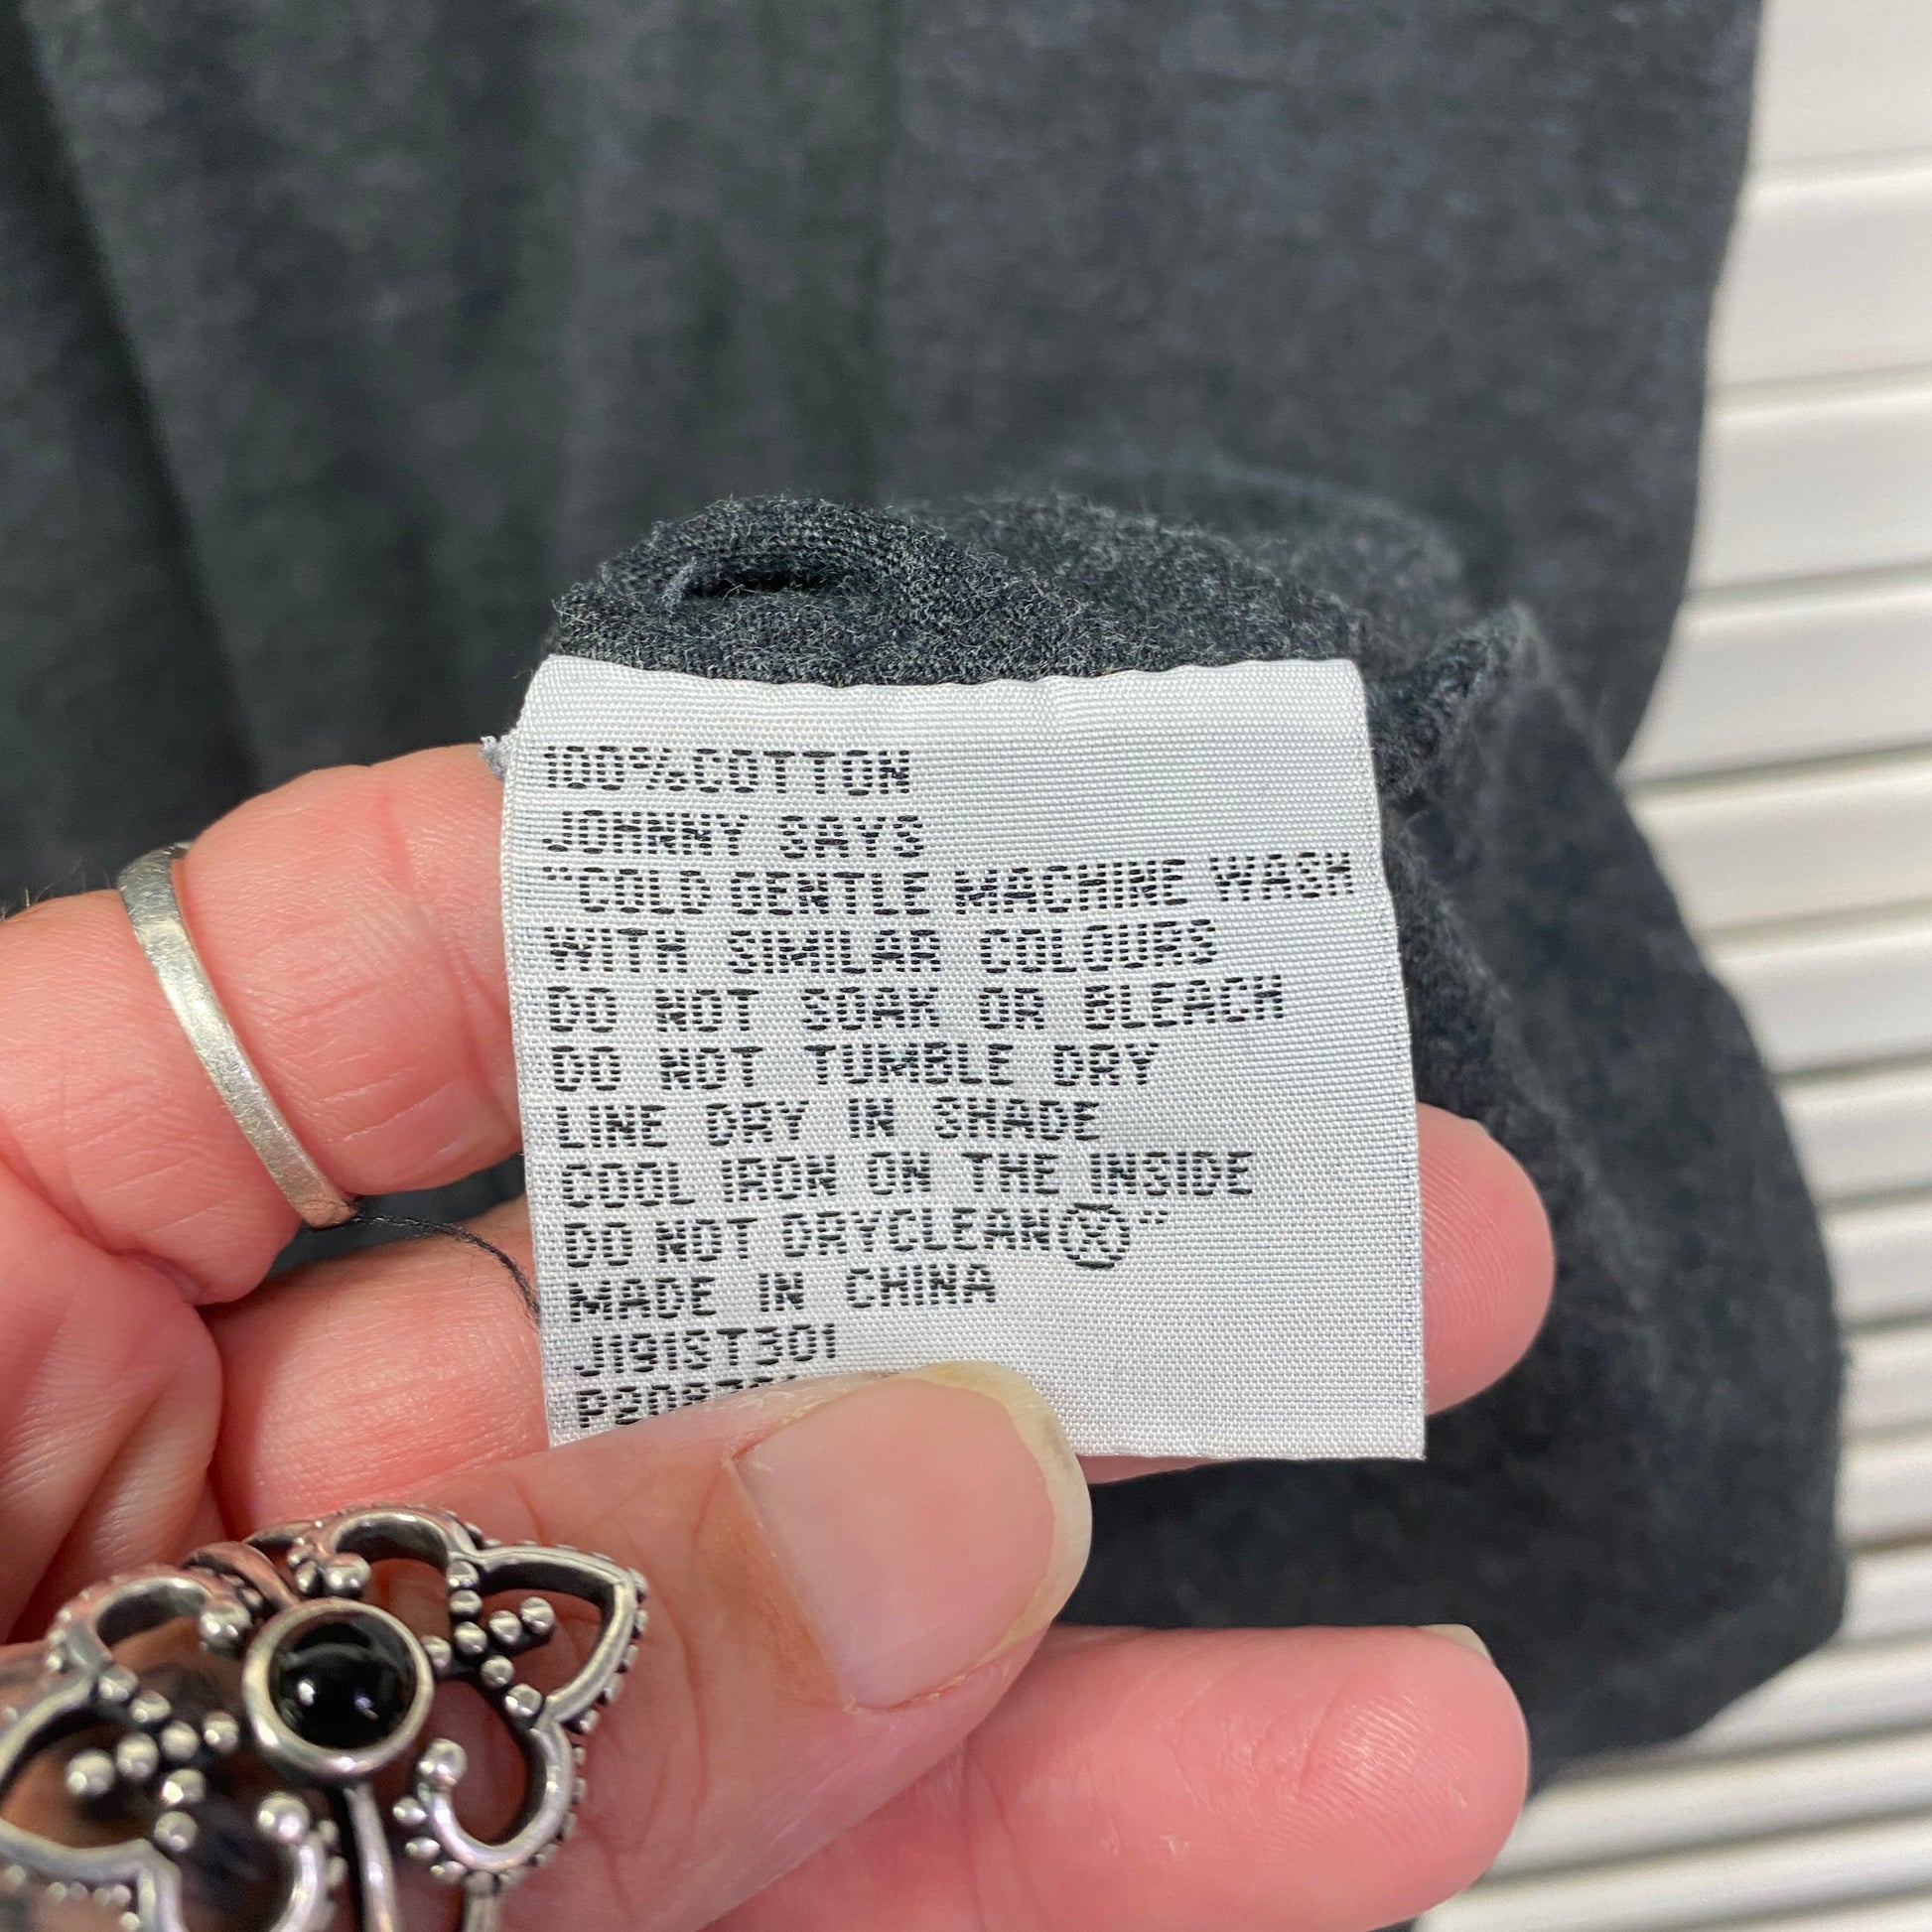 100%COTTON
JOHNNY SAYS
"COLD GENTLE MACHINE WASH
WITH SIMILAR COLOURS
DO NOT SOAK OR BLEACH
DO NOT TUMBLE DRY
LINE DRY IN SHADE
COOL IRON ON THE INSIDE
DO NOT DRYCLEAN"
MADE IN CHINA
J191ST301